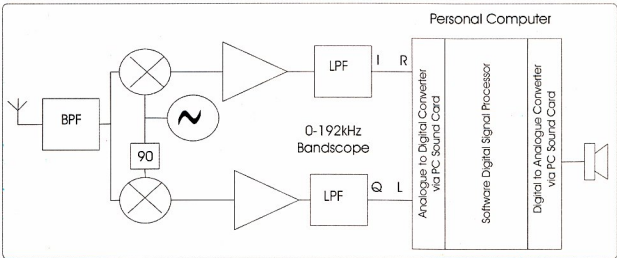 Personal Computer
LPF
I R
BPF
90
0-192kHz
Bandscope
LPF
Q L
Analogue to Digital Converter
via PC Sound Card
Software Digital Signal Processor
Digital to Analogue Converter
via PC Sound Card